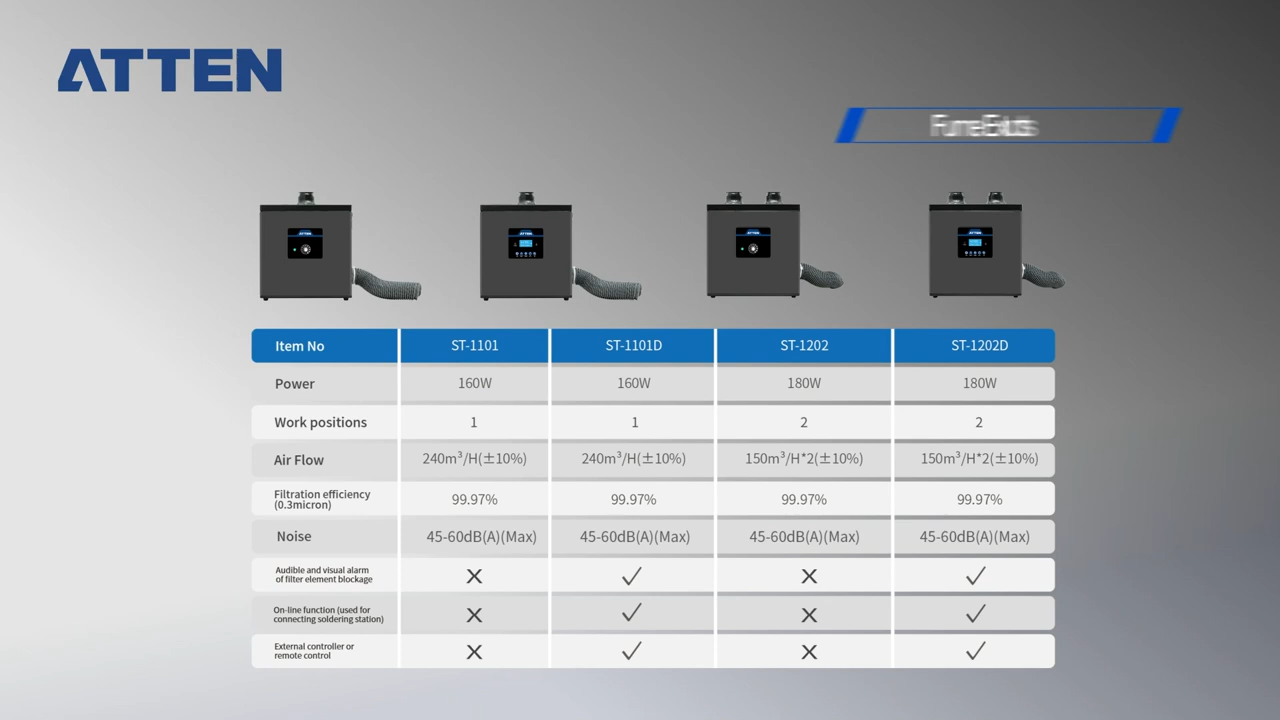 ATTEN
Item No ST-1101 ST-1101D ST-1202 ST-1202D
Power 160W 160W 180W 180W
Work positions 1 1 2 2
Air Flow 240m³/H(±10%) 240m³/H(±10%) 150m³/H*2(±10%) 150m³/H*2(±10%)
Filtration efficiency
(0.3micron) 99.97% 99.97% 99.97% 99.97%
Noise 45-60dB(A)(Max) 45-60dB(A)(Max) 45-60dB(A)(Max) 45-60dB(A)(Max)
Audible and visual alarm
of filter element blockage X ✓ X ✓
On-line function (used for
connecting soldering station) X ✓ X ✓
External controller or
remote control X ✓ X ✓